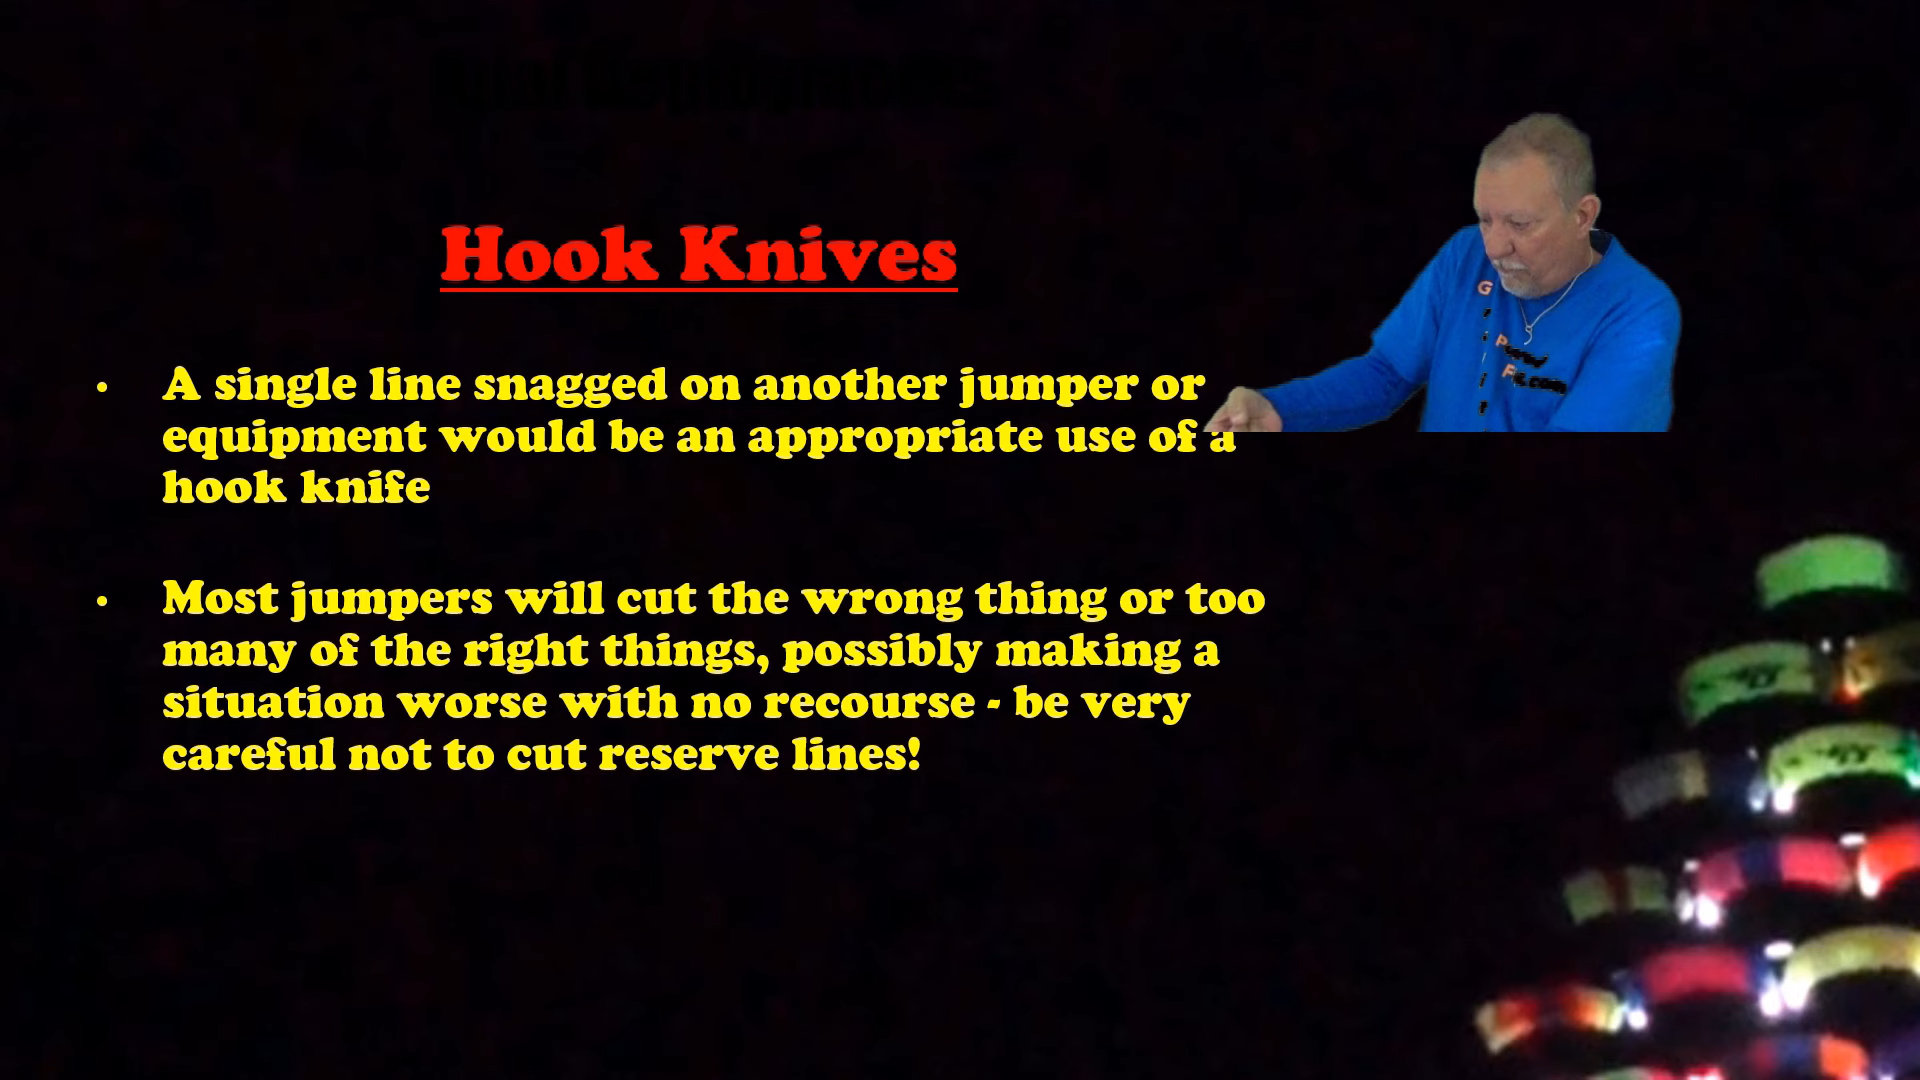 Hook Knives
• A single line snagged on another jumper or
equipment would be an appropriate use of a
hook knife
• Most jumpers will cut the wrong thing or too
many of the right things, possibly making a
situation worse with no recourse - be very
careful not to cut reserve lines!